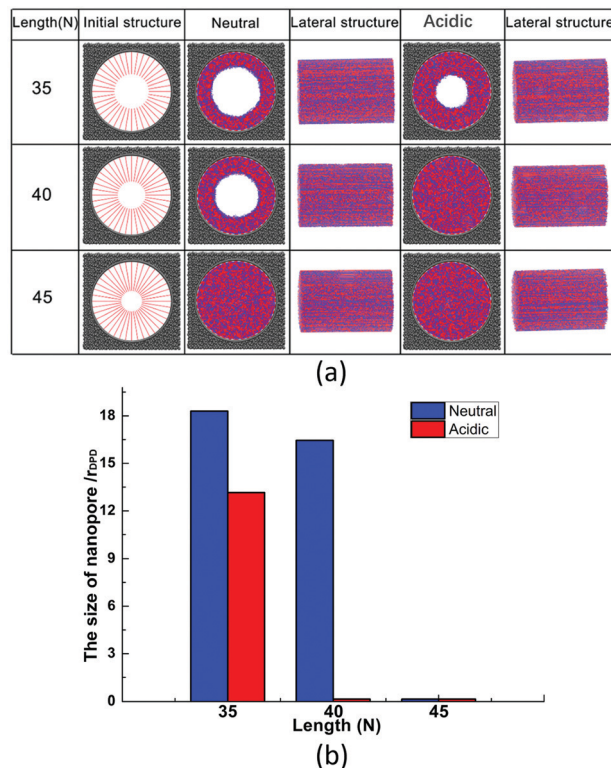 Length(N) Initial structure Neutral Lateral structure Acidic Lateral structure
35
40
45
(a)
The size of nanopore /rDPD
18
15
12
9
6
3
0
Neutral
Acidic
35 40 45
Length (N)
(b)